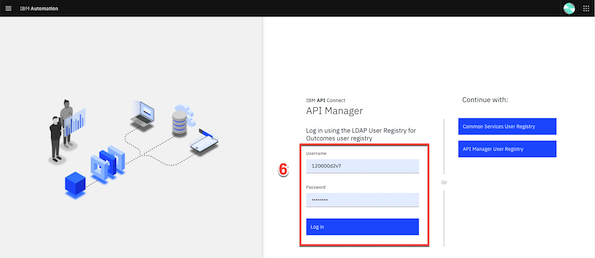 IBM Automation
IBM API Connect
API Manager
Log in using the LDAP User Registry for
Outcomes user registry
6
Username
12000d2v7
Password
••••••••
Log in
Or
Continue with:
Common Services User Registry
API Manager User Registry